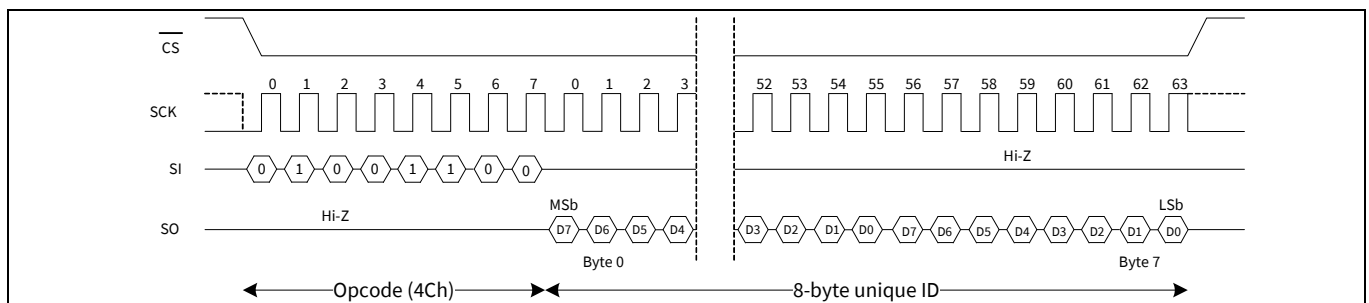 CS
0 1 2 3 4 5 6 7 0 1 2 3 52 53 54 55 56 57 58 59 60 61 62 63
SCK
Hi-Z
SI 0 1 0 0 1 1 0 0
MSb LSb
Hi-Z
SO D7 D6 D5 D4 D3 D2 D1 D0 D7 D6 D5 D4 D3 D2 D1 D0
Byte 0 Byte 7
Opcode (4Ch) 8-byte unique ID